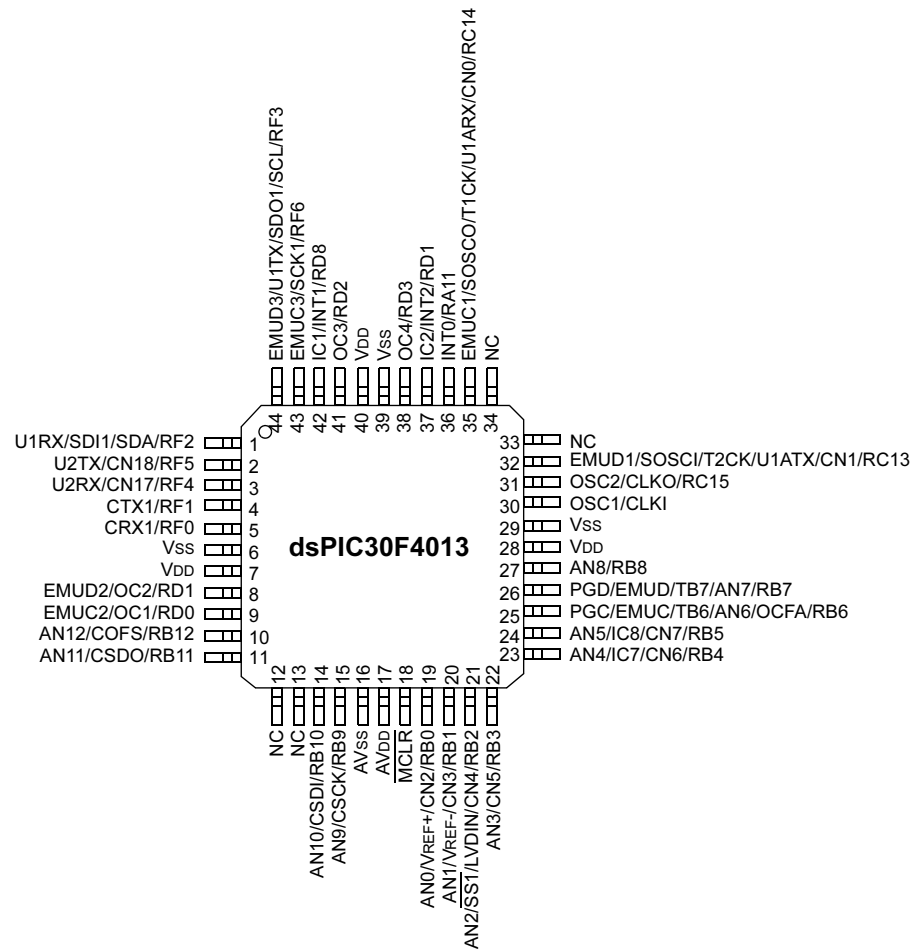 EMUD3/U1TX/SDO1/SCL/RF3
EMUC3/SCK1/RF6
IC1/INT1/RD8
OC3/RD2
VDD
VSS
OC4/RD3
IC2/INT2/RD1
INT0/RA11
EMUC1/SOSCO/T1CK/U1ARX/CN0/RC14
NC
44
43
42
41
40
39
38
37
36
35
34
U1RX/SDI1/SDA/RF2 1
U2TX/CN18/RF5 2
U2RX/CN17/RF4 3
CTX1/RF1 4
CRX1/RF0 5
VSS 6
VDD 7
EMUD2/OC2/RD1 8
EMUC2/OC1/RD0 9
AN12/COFS/RB12 10
AN11/CSDO/RB11 11
dsPIC30F4013
33 NC
32 EMUD1/SOSCI/T2CK/U1ATX/CN1/RC13
31 OSC2/CLKO/RC15
30 OSC1/CLKI
29 VSS
28 VDD
27 AN8/RB8
26 PGD/EMUD/TB7/AN7/RB7
25 PGC/EMUC/TB6/AN6/OCFA/RB6
24 AN5/IC8/CN7/RB5
23 AN4/IC7/CN6/RB4
12
13
14
15
16
17
18
19
20
21
22
NC
NC
AN10/CSDI/RB10
AN9/CSCK/RB9
AVSS
AVDD
MCLR
AN0/VREF+/CN2/RB0
AN1/VREF-/CN3/RB1
AN2/SS1/LVDIN/CN4/RB2
AN3/CN5/RB3